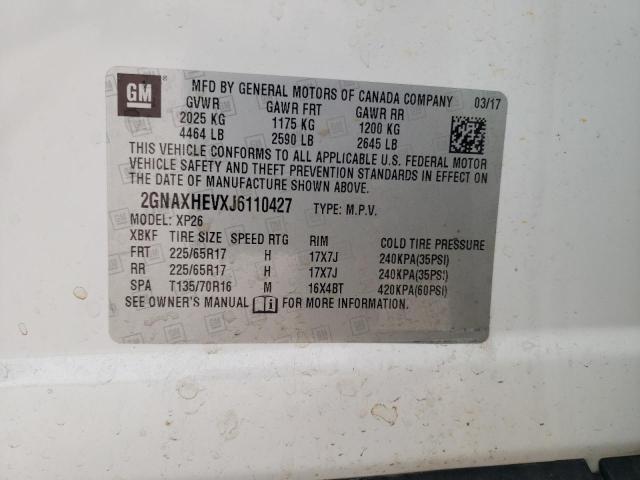 GM ®
MFD BY GENERAL MOTORS OF CANADA COMPANY 03/17
GVWR GAWR FRT GAWR RR
2025 KG 1175 KG 1200 KG
4464 LB 2590 LB 2645 LB
THIS VEHICLE CONFORMS TO ALL APPLICABLE U.S. FEDERAL MOTOR
VEHICLE SAFETY AND THEFT PREVENTION STANDARDS IN EFFECT ON
THE DATE OF MANUFACTURE SHOWN ABOVE.
2GNAXHEVXJ6110427 TYPE: M.P.V.
MODEL: XP26
XBKF TIRE SIZE SPEED RTG RIM COLD TIRE PRESSURE
FRT 225/65R17 H 17X7J 240KPA(35PSI)
RR 225/65R17 H 17X7J 240KPA(35PSI)
SPA T135/70R16 M 16X4BT 420KPA(60PSI)
SEE OWNER'S MANUAL i FOR MORE INFORMATION.